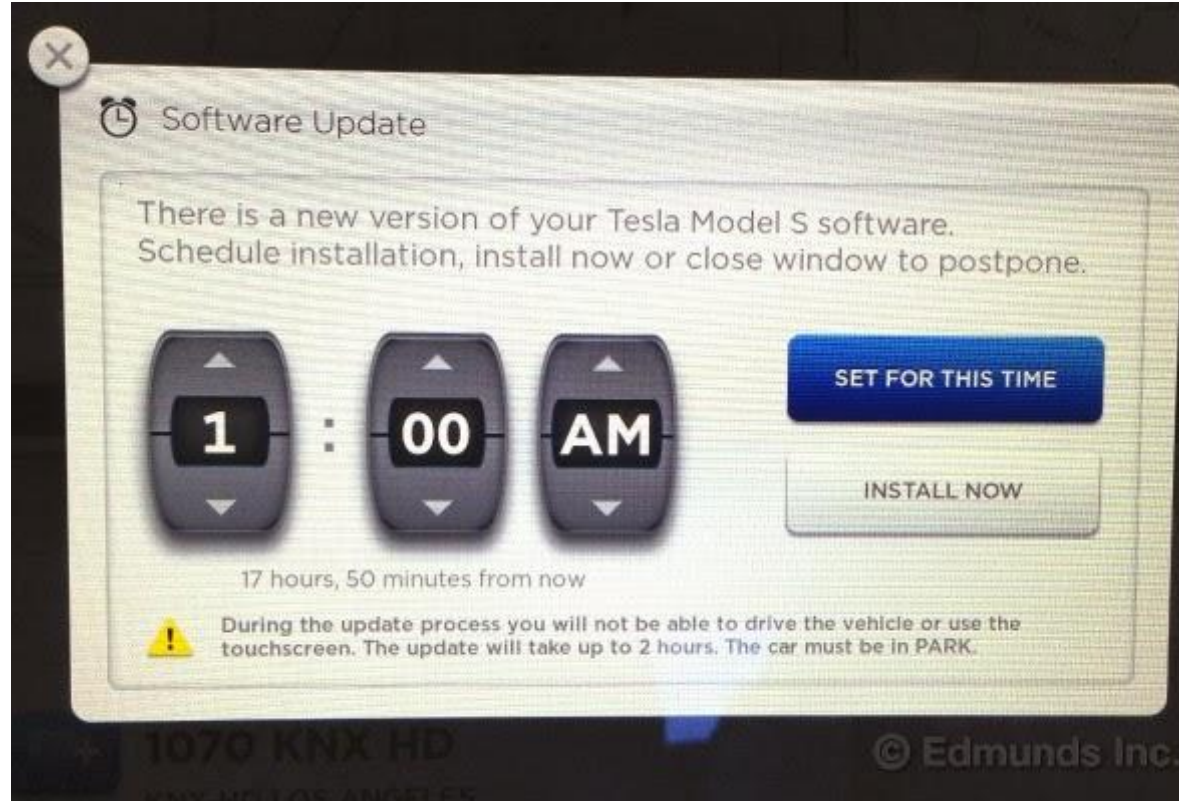 Software Update
There is a new version of your Tesla Model S software.
Schedule installation, install now or close window to postpone.
1 : 00 AM
SET FOR THIS TIME
INSTALL NOW
17 hours, 50 minutes from now
During the update process you will not be able to drive the vehicle or use the
touchscreen. The update will take up to 2 hours. The car must be in PARK.
1070 KNX HD
© Edmunds Inc.